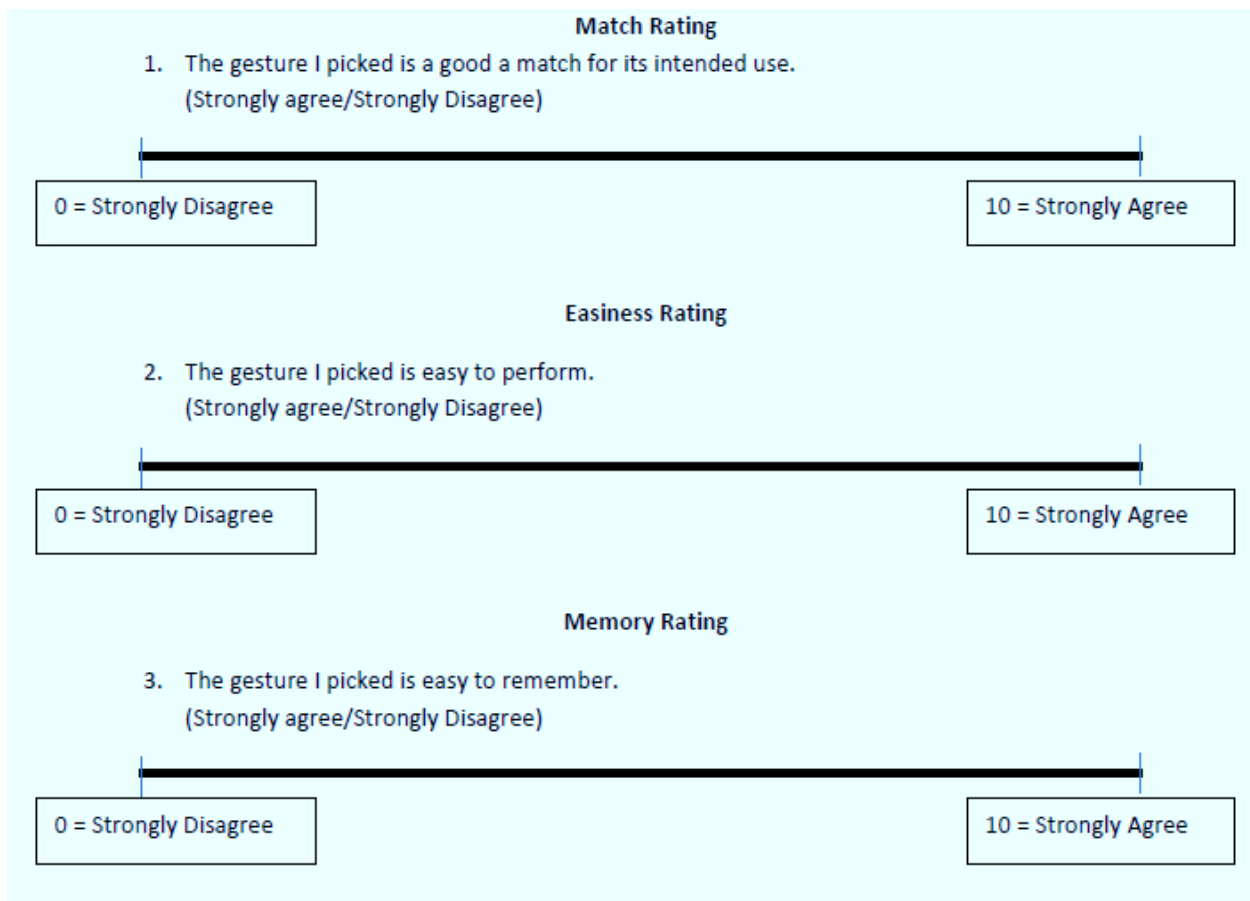 Match Rating
1. The gesture I picked is a good a match for its intended use.
(Strongly agree/Strongly Disagree)
0 = Strongly Disagree
10 = Strongly Agree
Easiness Rating
2. The gesture I picked is easy to perform.
(Strongly agree/Strongly Disagree)
0 = Strongly Disagree
10 = Strongly Agree
Memory Rating
3. The gesture I picked is easy to remember.
(Strongly agree/Strongly Disagree)
0 = Strongly Disagree
10 = Strongly Agree